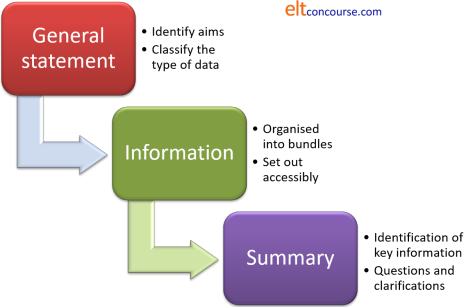 eltconcourse.com
General
statement
• Identify aims
• Classify the
type of data
Information
• Organised
into bundles
• Set out
accessibly
Summary
• Identification of
key information
• Questions and
clarifications